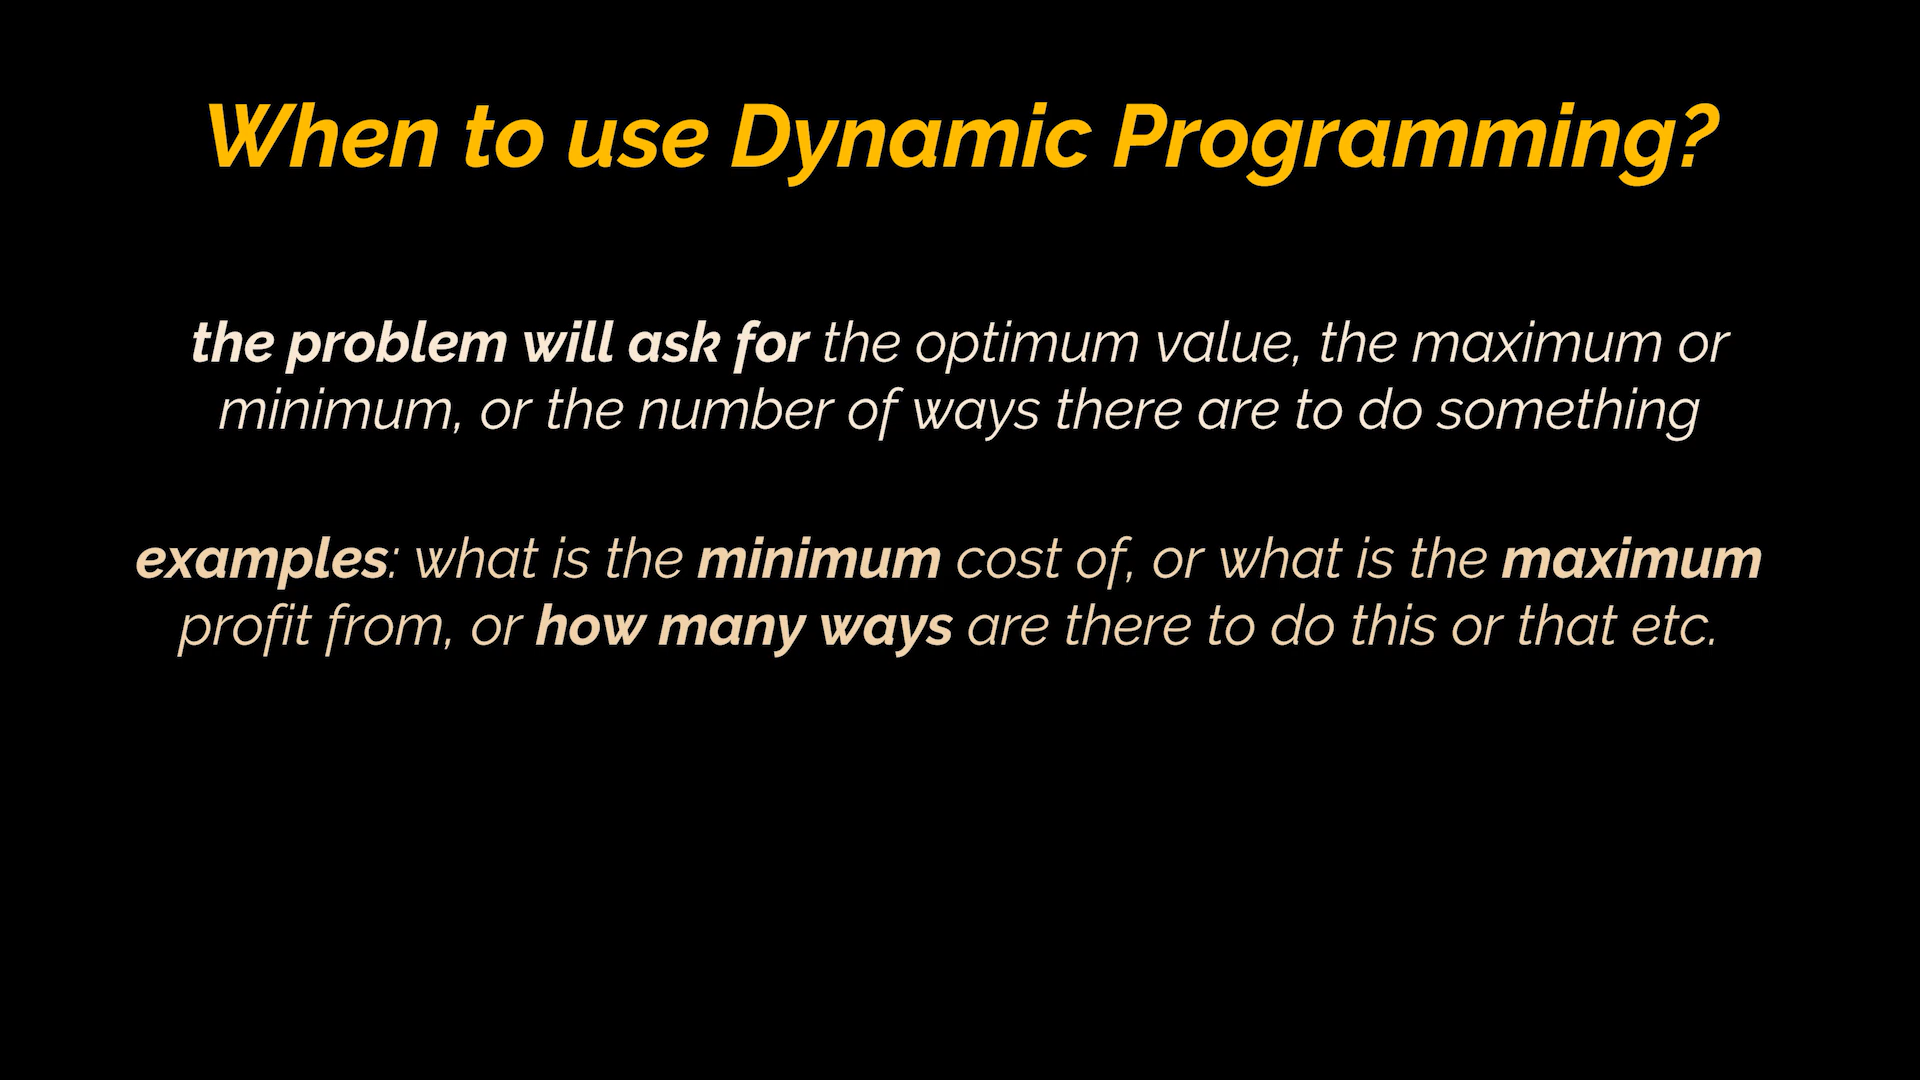 When to use Dynamic Programming?
the problem will ask for the optimum value, the maximum or
minimum, or the number of ways there are to do something
examples: what is the minimum cost of, or what is the maximum
profit from, or how many ways are there to do this or that etc.